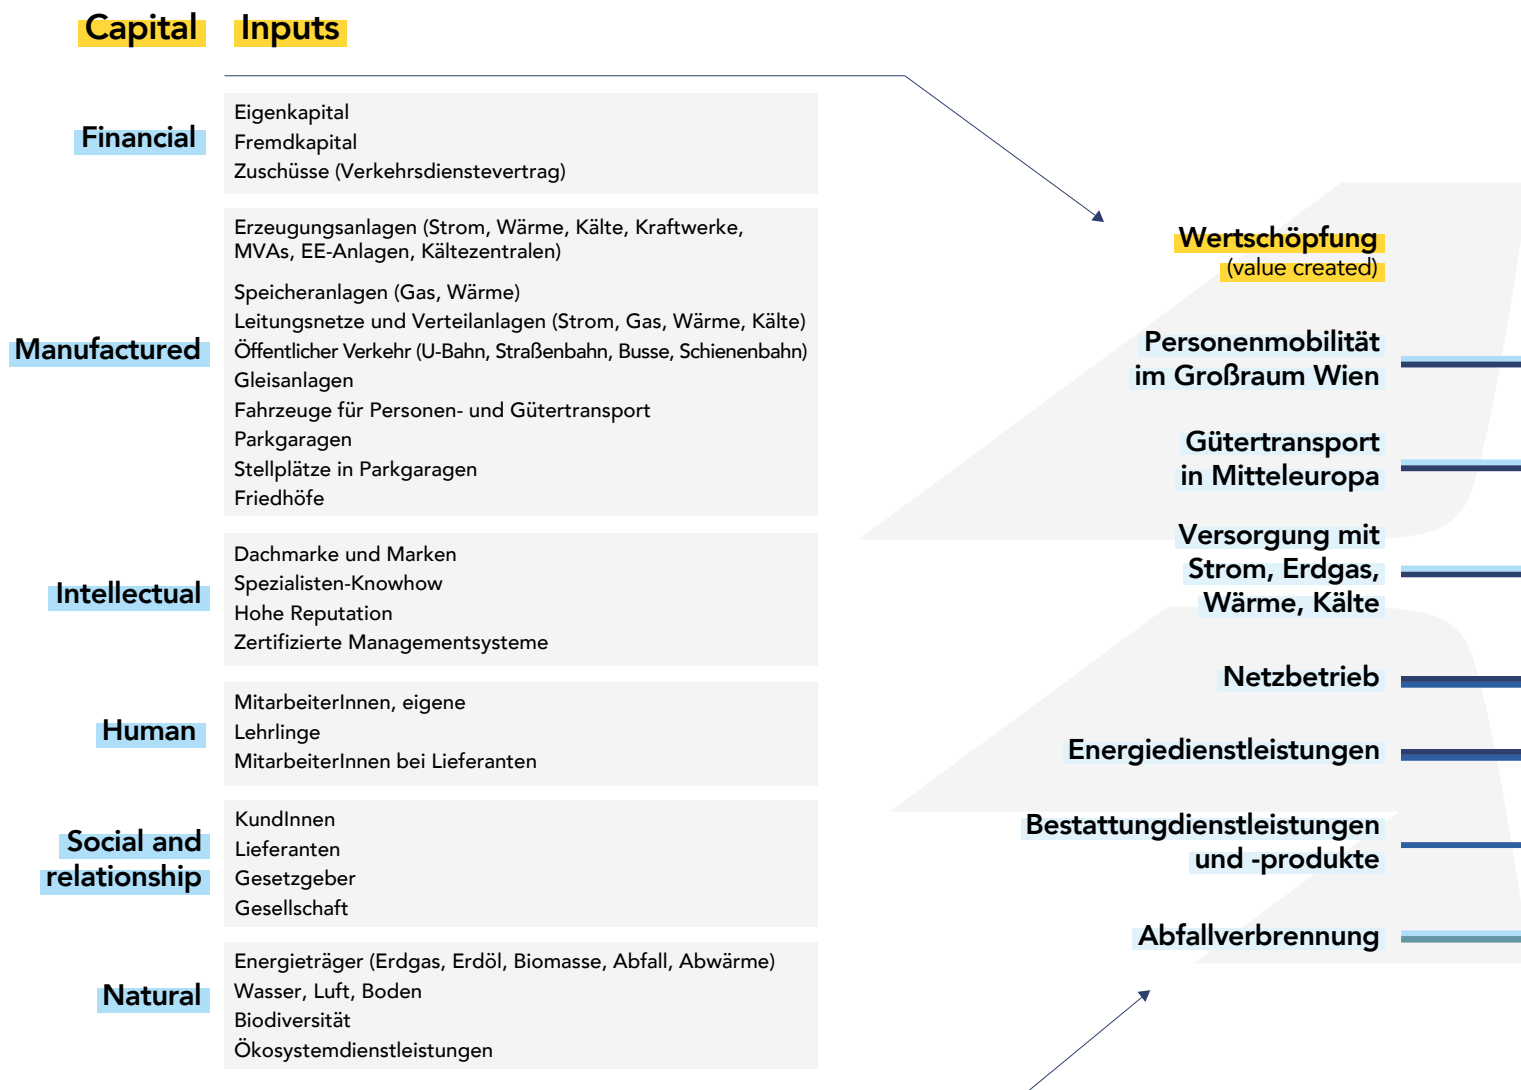 Capital Inputs
Financial
Eigenkapital
Fremdkapital
Zuschüsse (Verkehrsdienstevertrag)
Manufactured
Erzeugungsanlagen (Strom, Wärme, Kälte, Kraftwerke,
MVAs, EE-Anlagen, Kältezentralen)
Speicheranlagen (Gas, Wärme)
Leitungsnetze und Verteilanlagen (Strom, Gas, Wärme, Kälte)
Öffentlicher Verkehr (U-Bahn, Straßenbahn, Busse, Schienenbahn)
Gleisanlagen
Fahrzeuge für Personen- und Gütertransport
Parkgaragen
Stellplätze in Parkgaragen
Friedhöfe
Intellectual
Dachmarke und Marken
Spezialisten-Knowhow
Hohe Reputation
Zertifizierte Managementsysteme
Human
MitarbeiterInnen, eigene
Lehrlinge
MitarbeiterInnen bei Lieferanten
Social and
relationship
KundInnen
Lieferanten
Gesetzgeber
Gesellschaft
Natural
Energieträger (Erdgas, Erdöl, Biomasse, Abfall, Abwärme)
Wasser, Luft, Boden
Biodiversität
Ökosystemdienstleistungen
Wertschöpfung
(value created)
Personenmobilität
im Großraum Wien
Gütertransport
in Mitteleuropa
Versorgung mit
Strom, Erdgas,
Wärme, Kälte
Netzbetrieb
Energiedienstleistungen
Bestattungdienstleistungen
und -produkte
Abfallverbrennung